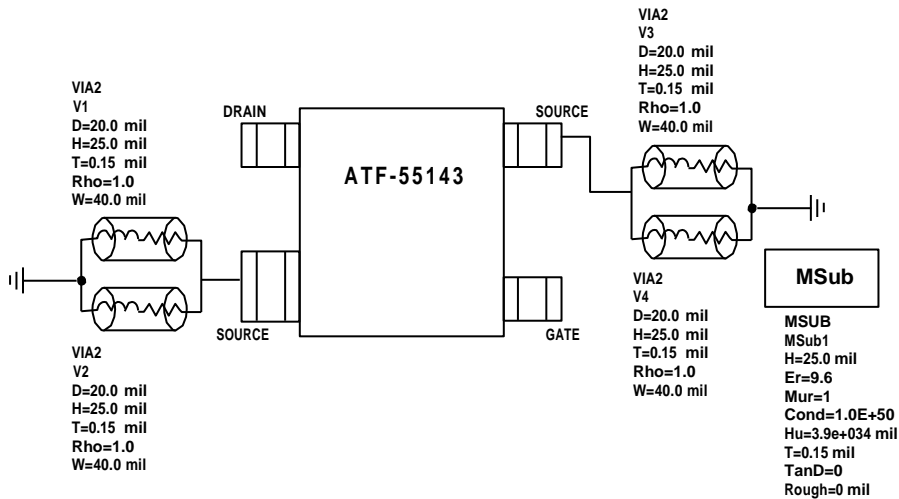 VIA2
V1
D=20.0 mil
H=25.0 mil
T=0.15 mil
Rho=1.0
W=40.0 mil
VIA2
V2
D=20.0 mil
H=25.0 mil
T=0.15 mil
Rho=1.0
W=40.0 mil
DRAIN
SOURCE
ATF-55143
SOURCE
GATE
VIA2
V3
D=20.0 mil
H=25.0 mil
T=0.15 mil
Rho=1.0
W=40.0 mil
VIA2
V4
D=20.0 mil
H=25.0 mil
T=0.15 mil
Rho=1.0
W=40.0 mil
MSub
MSUB
MSub1
H=25.0 mil
Er=9.6
Mur=1
Cond=1.0E+50
Hu=3.9e+034 mil
T=0.15 mil
TanD=0
Rough=0 mil